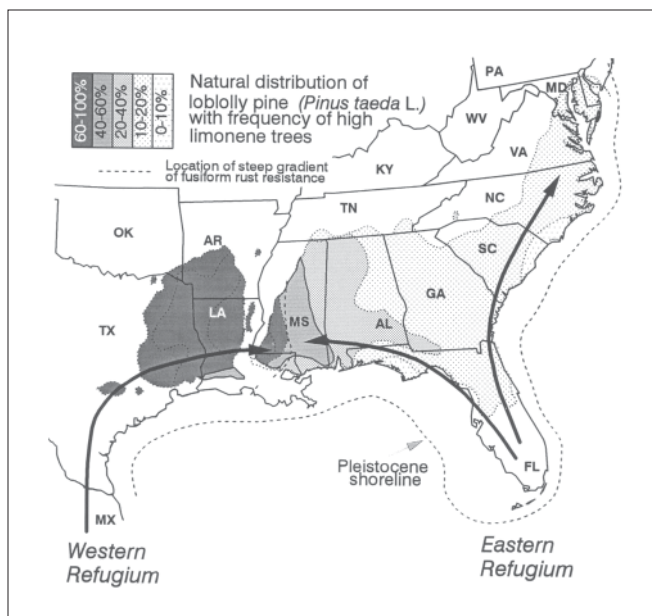 60-100%
40-60%
20-40%
10-20%
0-10%
Natural distribution of
loblolly pine (Pinus taeda L.)
with frequency of high
limonene trees
Location of steep gradient
of fusiform rust resistance
PA
MD
WV
VA
KY
NC
TN
OK
AR
SC
GA
TX
LA
MS
AL
Pleistocene
shoreline
FL
MX
Western
Refugium
Eastern
Refugium